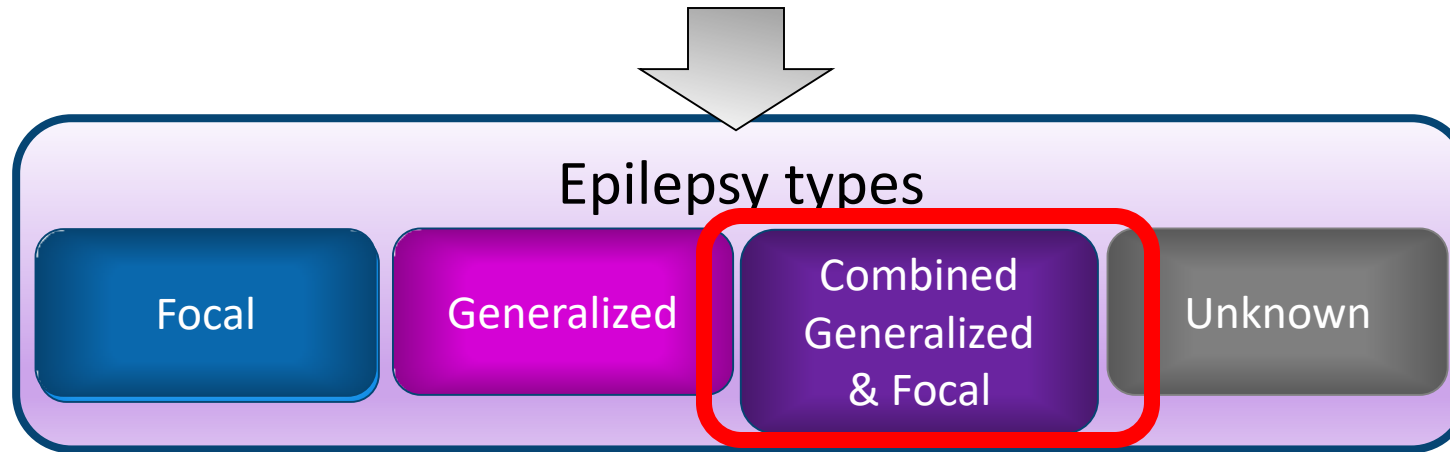 Epilepsy types
Focal
Generalized
Combined
Generalized
& Focal
Unknown